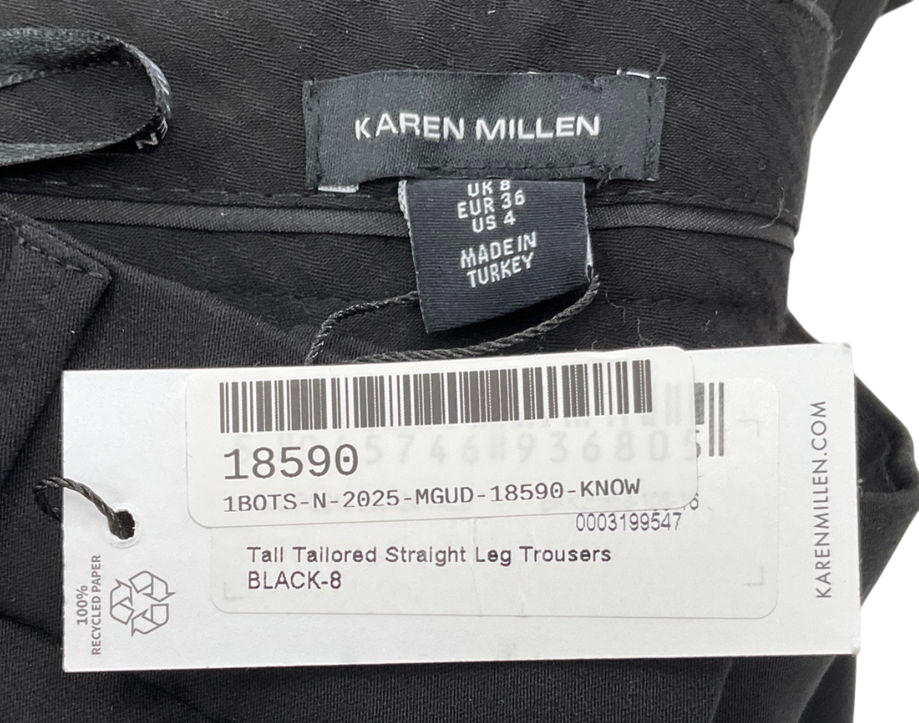 KAREN MILLEN
UK 8
EUR 36
US 4
MADE IN
TURKEY
18590
1BOTS-N-2025-MGUD-18590-KNOW
0003199547
Tall Tailored Straight Leg Trousers
BLACK-8
100%
RECYCLED PAPER
KARENMILLEN.COM